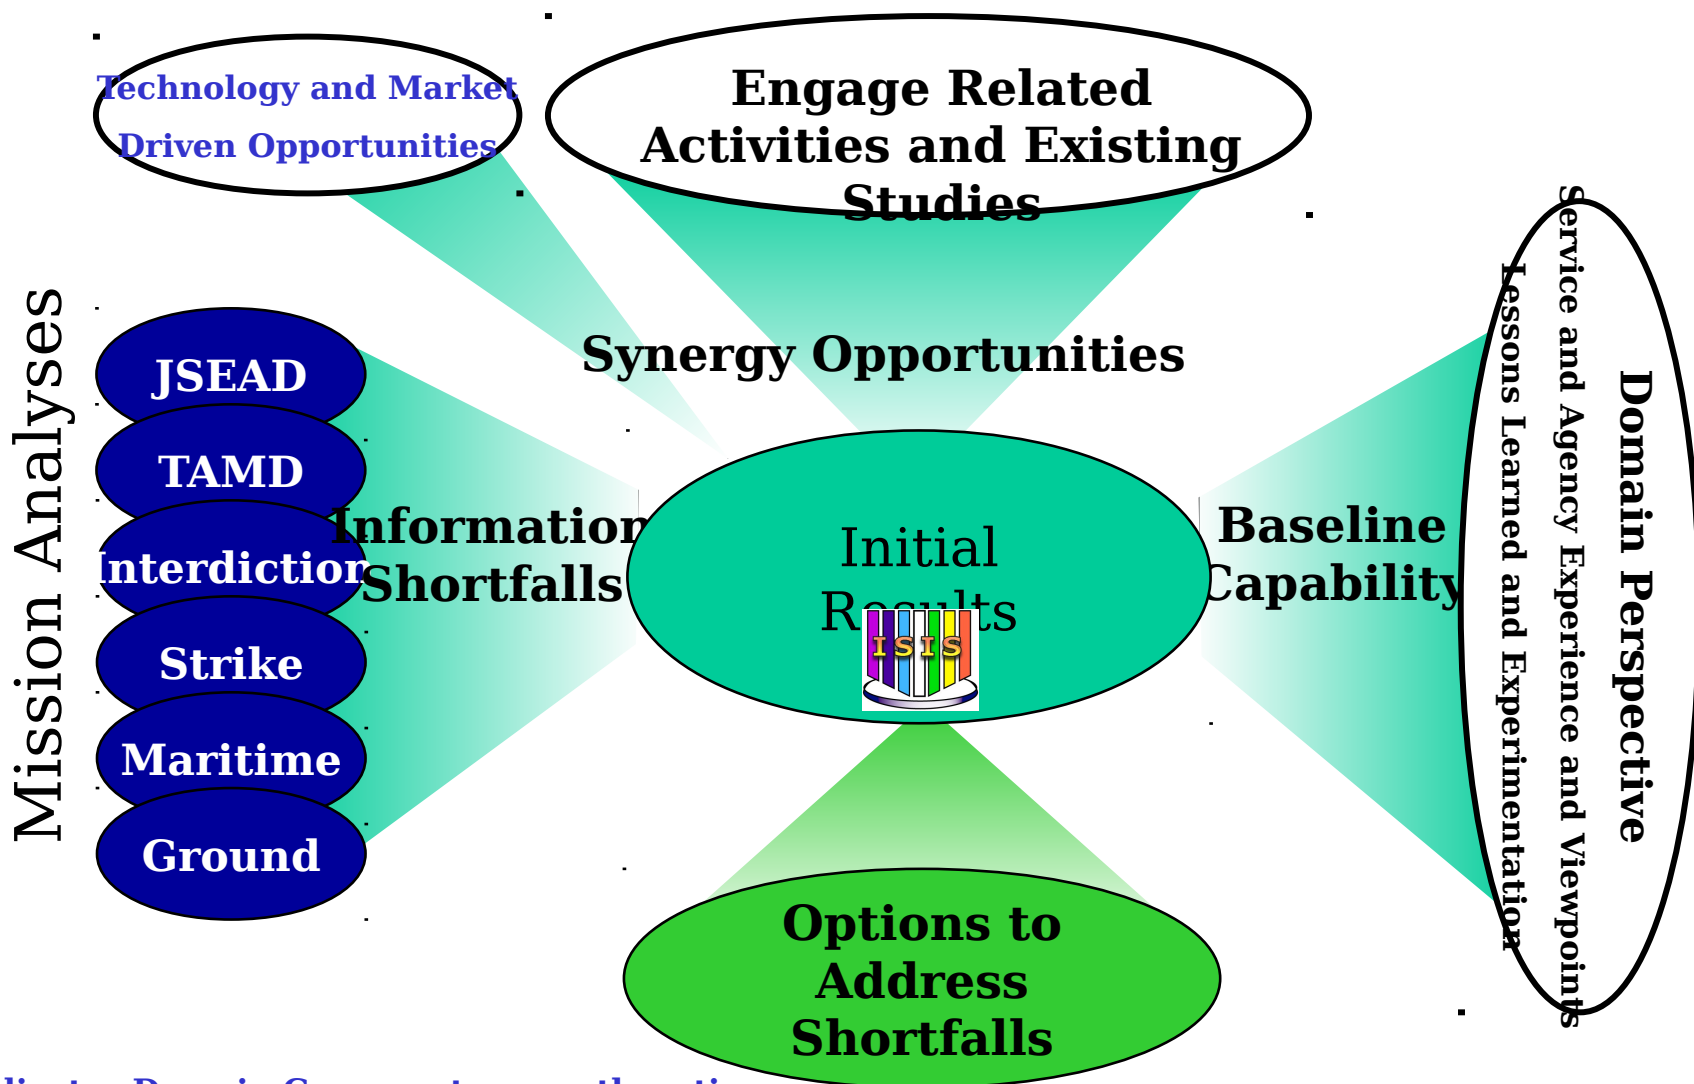 Technology and Market
Driven Opportunities
Engage Related
Activities and Existing
Studies
Synergy Opportunities
Mission Analyses
JSEAD
TAMD
Interdiction
Strike
Maritime
Ground
Information
Shortfalls
Initial
Results
ISIS
Baseline
Capability
Domain Perspective
Service and Agency Experience and Viewpoints
Lessons Learned and Experimentation
Options to
Address
Shortfalls